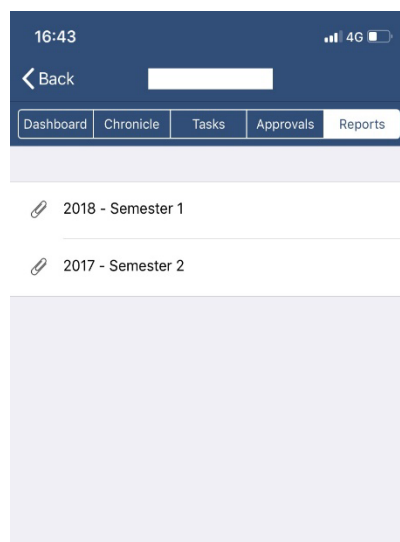 16:43
4G
Back
Dashboard Chronicle Tasks Approvals Reports
2018 - Semester 1
2017 - Semester 2